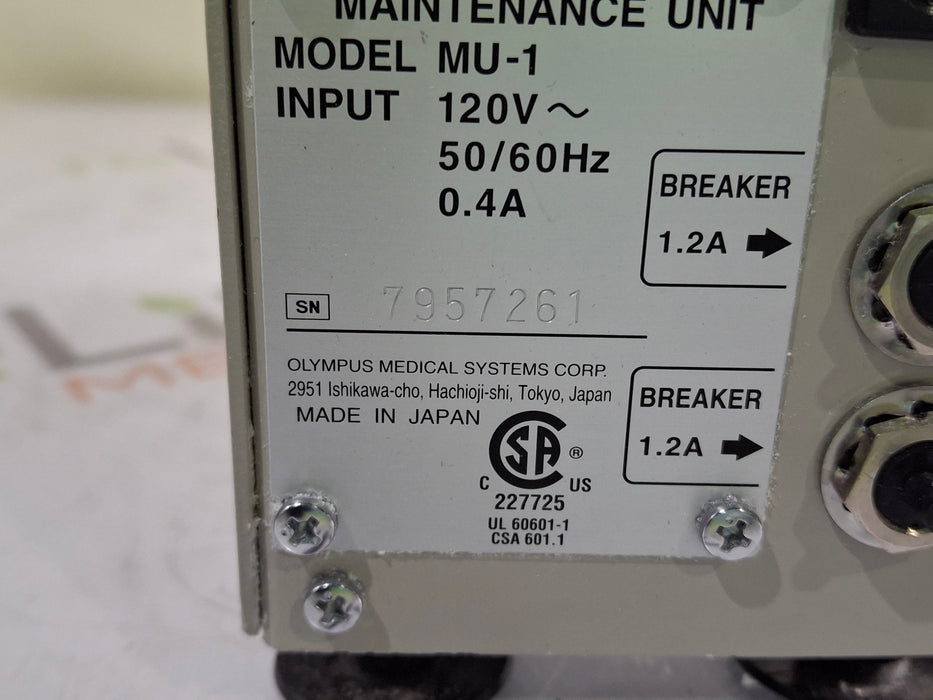 MAINTENANCE UNIT
MODEL MU-1
INPUT 120V~
50/60Hz
0.4A
BREAKER
1.2A
SN 7957261
OLYMPUS MEDICAL SYSTEMS CORP.
2951 Ishikawa-cho, Hachioji-shi, Tokyo, Japan
MADE IN JAPAN
BREAKER
1.2A
CSA ®
C US
227725
UL 60601-1
CSA 601.1